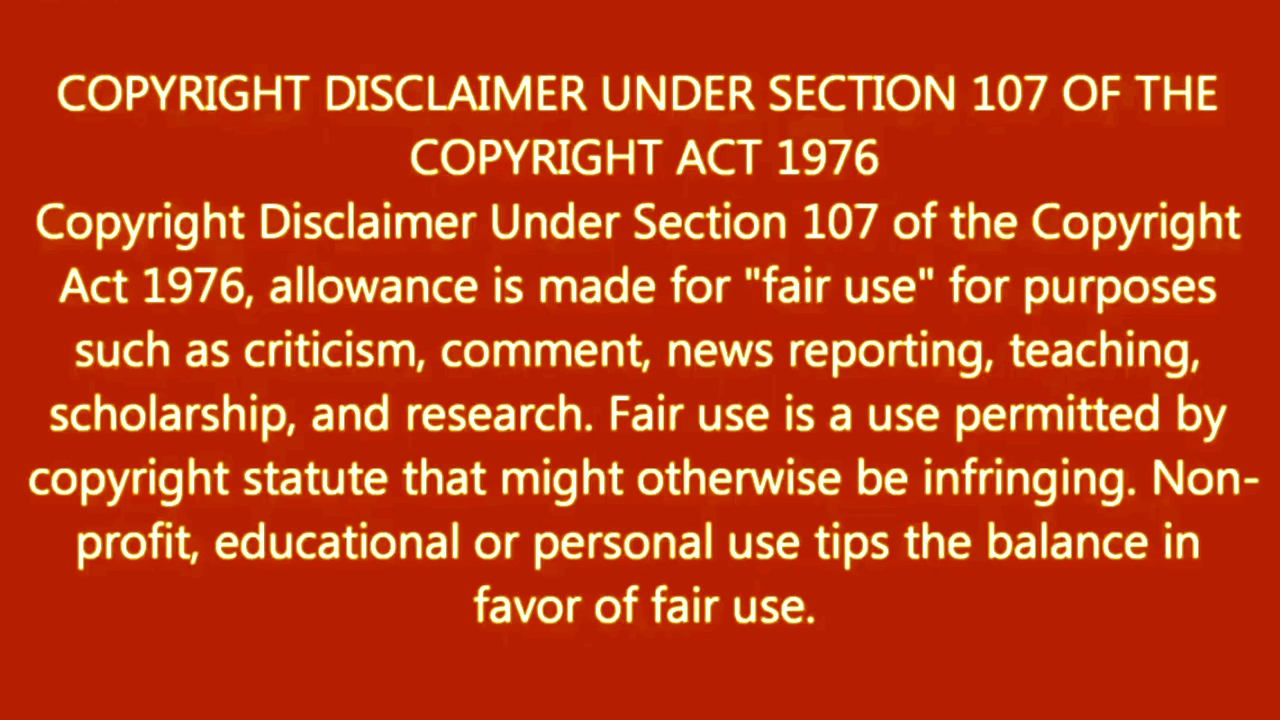 COPYRIGHT DISCLAIMER UNDER SECTION 107 OF THE
COPYRIGHT ACT 1976
Copyright Disclaimer Under Section 107 of the Copyright
Act 1976, allowance is made for "fair use" for purposes
such as criticism, comment, news reporting, teaching,
scholarship, and research. Fair use is a use permitted by
copyright statute that might otherwise be infringing. Non-
profit, educational or personal use tips the balance in
favor of fair use.